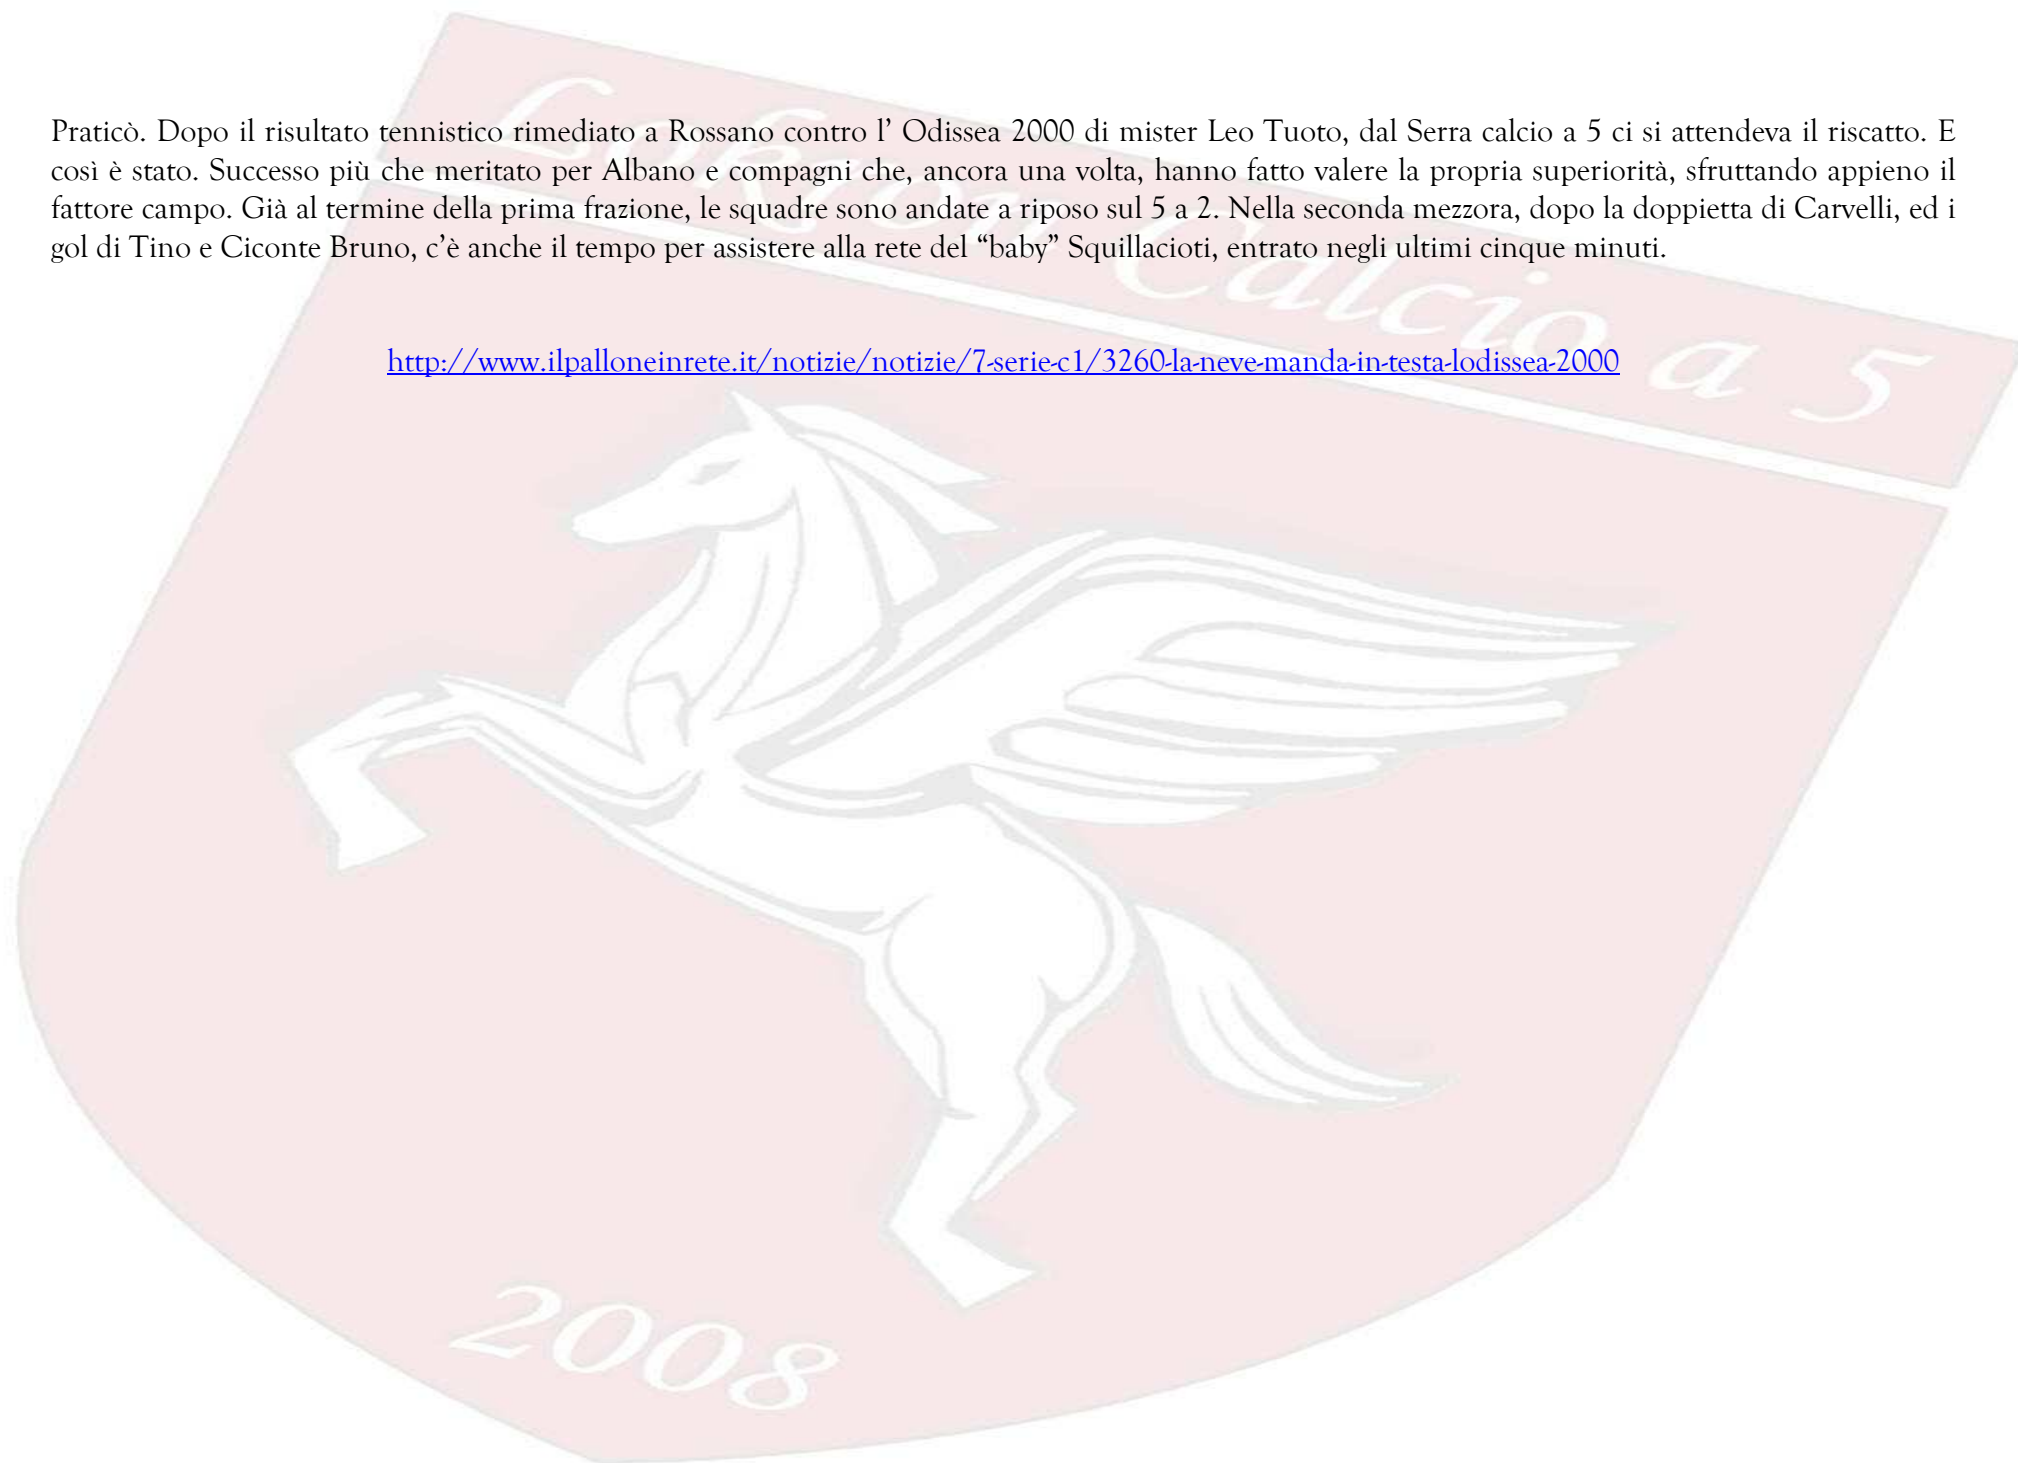 Praticò. Dopo il risultato tennistico rimediato a Rossano contro l’ Odissea 2000 di mister Leo Tuoto, dal Serra calcio a 5 ci si attendeva il riscatto. E
così è stato. Successo più che meritato per Albano e compagni che, ancora una volta, hanno fatto valere la propria superiorità, sfruttando appieno il
fattore campo. Già al termine della prima frazione, le squadre sono andate a riposo sul 5 a 2. Nella seconda mezzora, dopo la doppietta di Carvelli, ed i
gol di Tino e Ciconte Bruno, c’è anche il tempo per assistere alla rete del “baby” Squillacioti, entrato negli ultimi cinque minuti.
http://www.ilpalloneinrete.it/notizie/notizie/7-serie-c1/3260-la-neve-manda-in-testa-lodissea-2000
Lokron Calcio a 5
2008